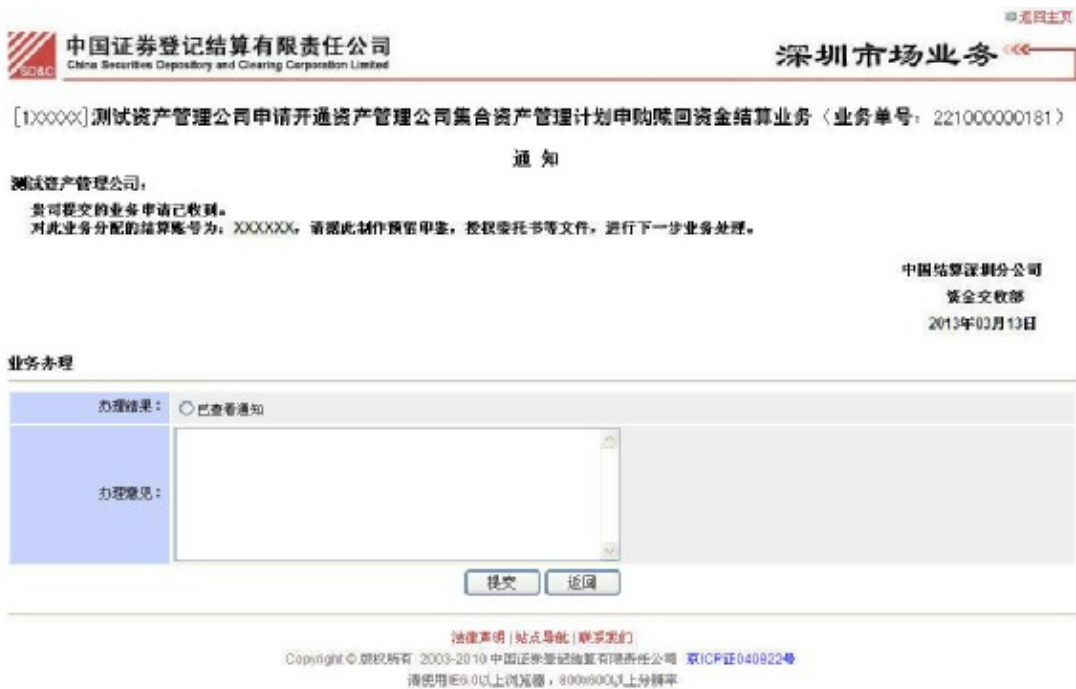 返回主页
中国证券登记结算有限责任公司
China Securities Depository and Clearing Corporation Limited
SD&C
深圳市场业务
[1XXXXX]测试资产管理公司申请开通资产管理公司集合资产管理计划申购赎回资金结算业务（业务单号：221000000181）
通 知
测试资产管理公司：
贵司提交的业务申请已收到。
对此业务分配的结算账号为：XXXXXX，请据此制作预留印鉴，授权委托书等文件，进行下一步业务处理。
中国结算深圳分公司
资金交收部
2013年03月13日
业务办理
办理结果：
已查看通知
办理意见：
提交 返回
法律声明 | 站点导航 | 联系我们
Copyright © 版权所有 2003-2010 中国证券登记结算有限责任公司 京ICP证040922号
请使用IE6.0以上浏览器，800x600以上分辨率